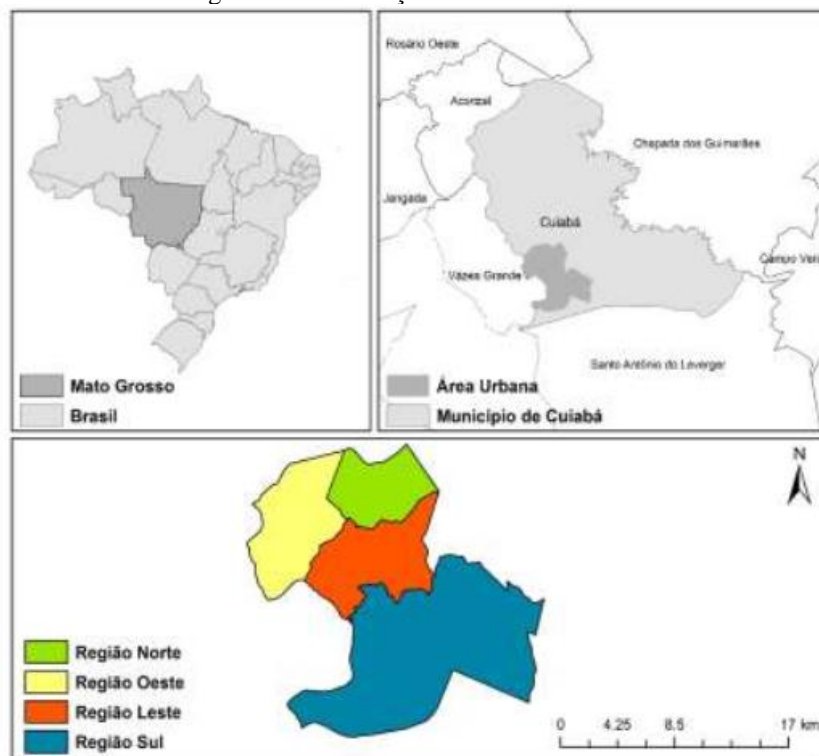 Rosário Oeste
Acorizal
Chapada dos Guimarães
Jangada
Cuiabá
Várzea Grande
Santo Antônio do Leverger
Mato Grosso
Brasil
Área Urbana
Município de Cuiabá
N
Região Norte
Região Oeste
Região Leste
Região Sul
0 4.25 8.5 17 km